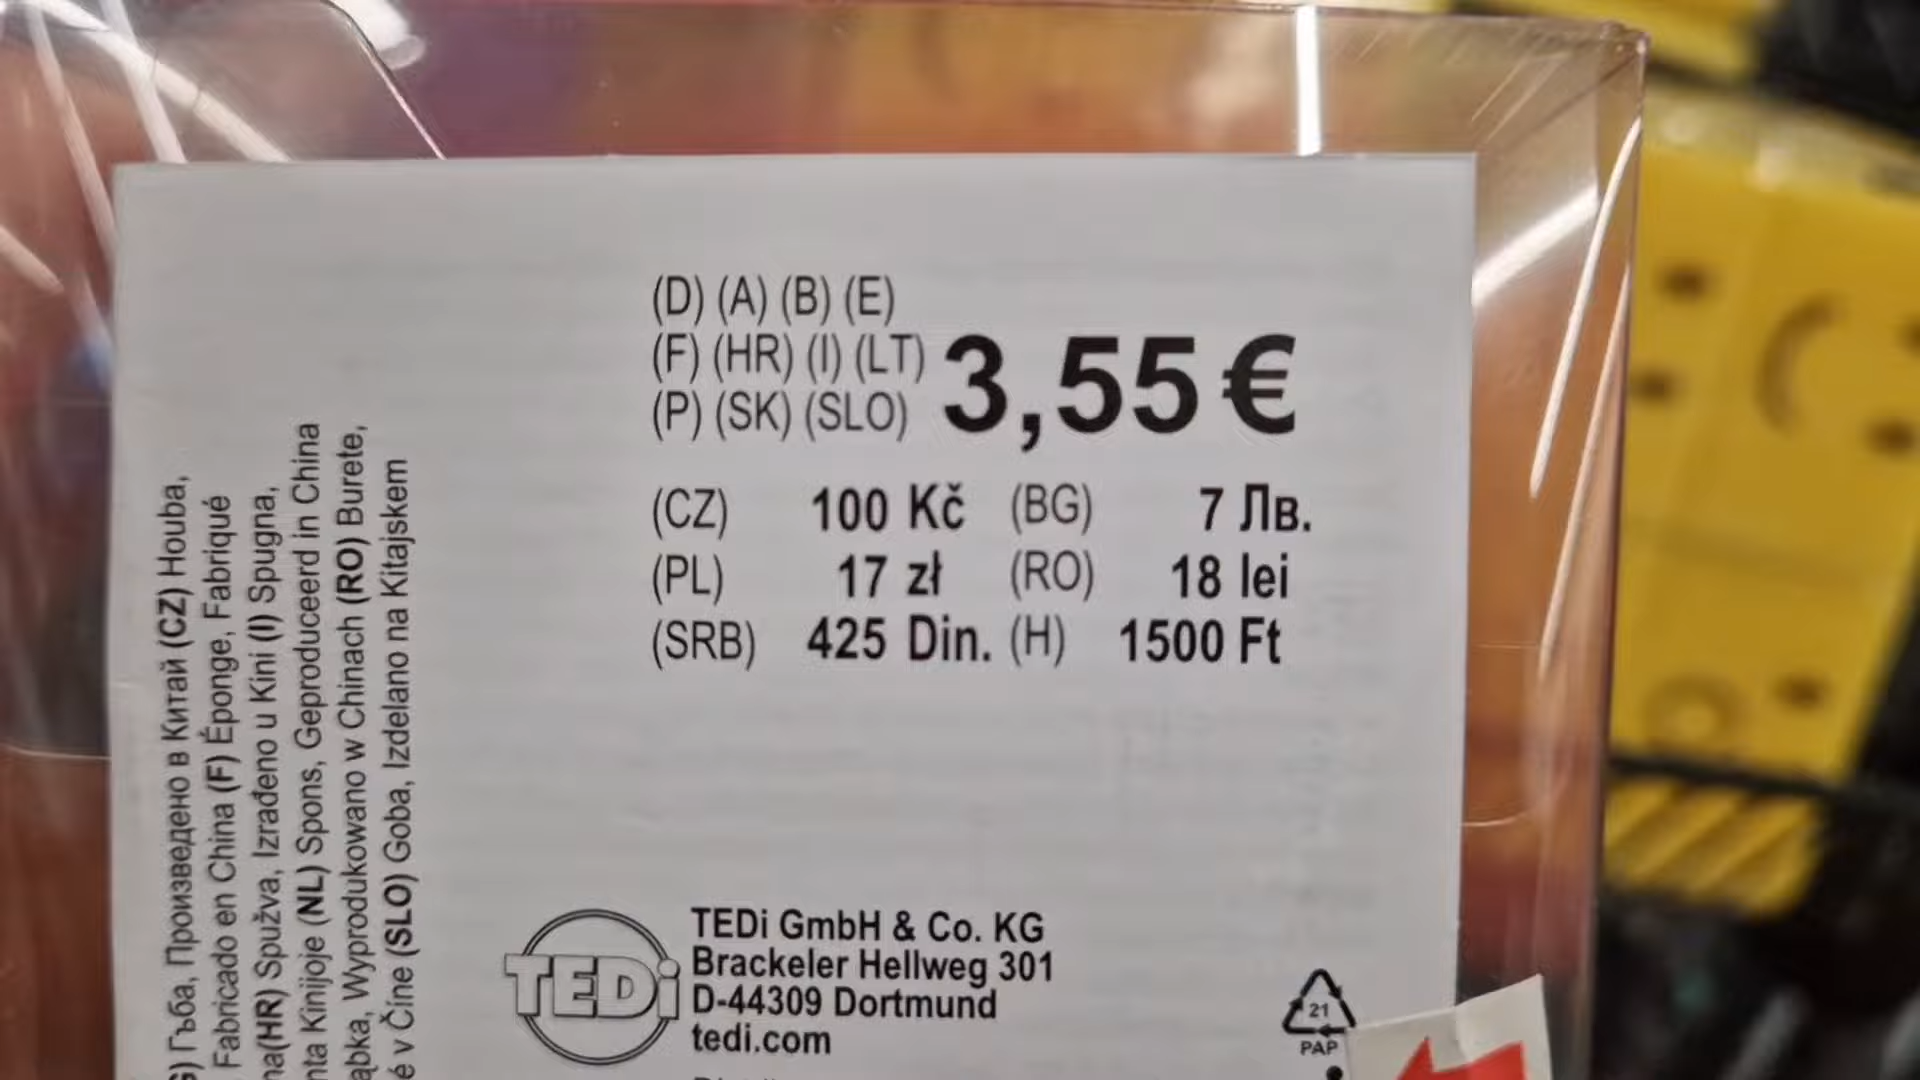 (D) (A) (B) (E)
(F) (HR) (I) (LT)
(P) (SK) (SLO)
3,55 €
(CZ) 100 Kč (BG) 7 Лв.
(PL) 17 zł (RO) 18 lei
(SRB) 425 Din. (H) 1500 Ft
Гъба, Произведено в Китай (CZ) Houba,
Fabricado en China (F) Éponge, Fabriqué
(HR) Spužva, Izrađeno u Kini (I) Spugna,
Kinijoje (NL) Spons, Geproduceerd in China
Wyprodukowano w Chinach (RO) Burete,
v Číne (SLO) Goba, Izdelano na Kitajskem
TEDi
TEDi GmbH & Co. KG
Brackeler Hellweg 301
D-44309 Dortmund
tedi.com
21
PAP